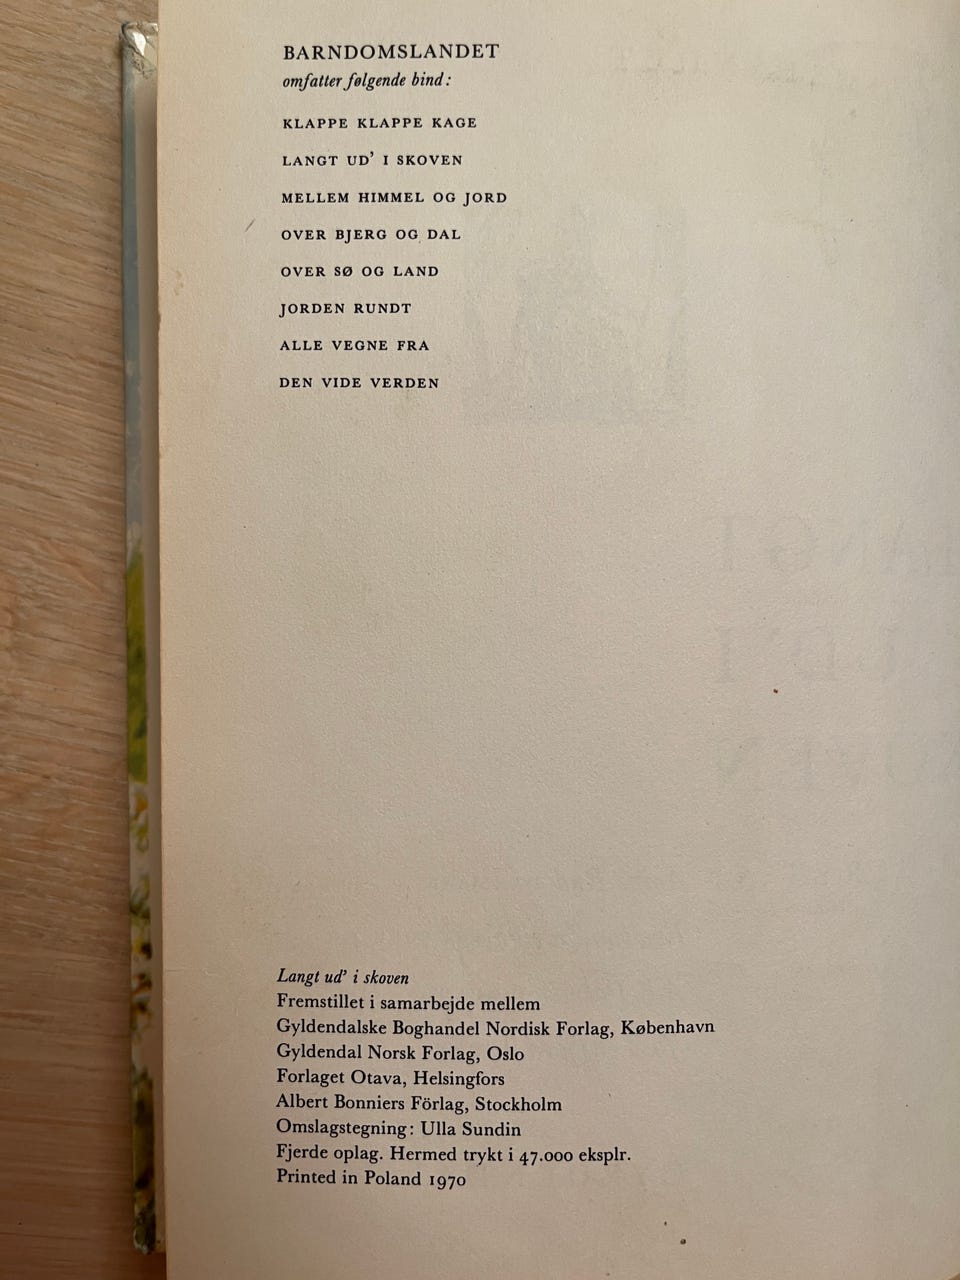 BARNDOMSLANDET
omfatter følgende bind:
KLAPPE KLAPPE KAGE
LANGT UD' I SKOVEN
MELLEM HIMMEL OG JORD
OVER BJERG OG DAL
OVER SØ OG LAND
JORDEN RUNDT
ALLE VEGNE FRA
DEN VIDE VERDEN
Langt ud' i skoven
Fremstillet i samarbejde mellem
Gyldendalske Boghandel Nordisk Forlag, København
Gyldendal Norsk Forlag, Oslo
Forlaget Otava, Helsingfors
Albert Bonniers Förlag, Stockholm
Omslagstegning: Ulla Sundin
Fjerde oplag. Hermed trykt i 47.000 eksplr.
Printed in Poland 1970